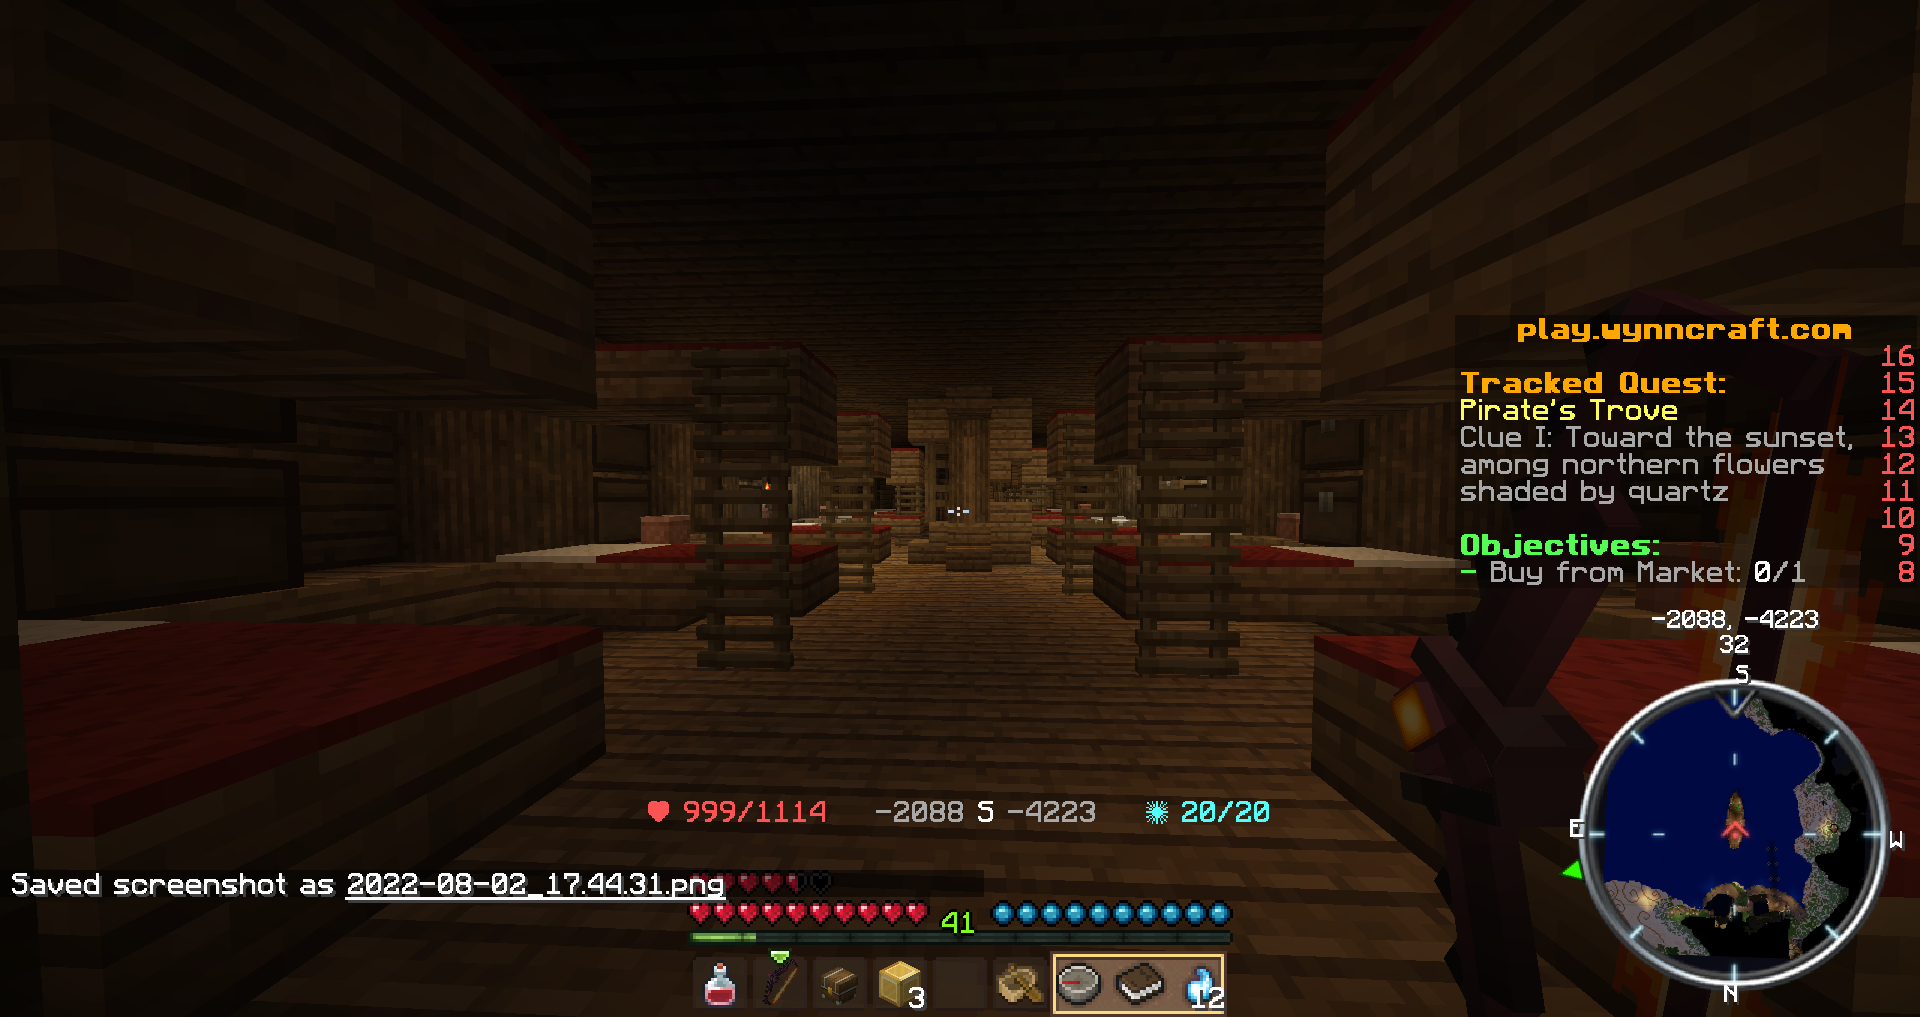 play.wynncraft.com
16
Tracked Quest: 15
Pirate's Trove 14
Clue I: Toward the sunset, 13
among northern flowers 12
shaded by quartz 11
10
Objectives: 9
- Buy from Market: 0/1 8
-2088, -4223
32
S
E
W
N
999/1114 -2088 S -4223 20/20
Saved screenshot as 2022-08-02_17.44.31.png
41
3
12